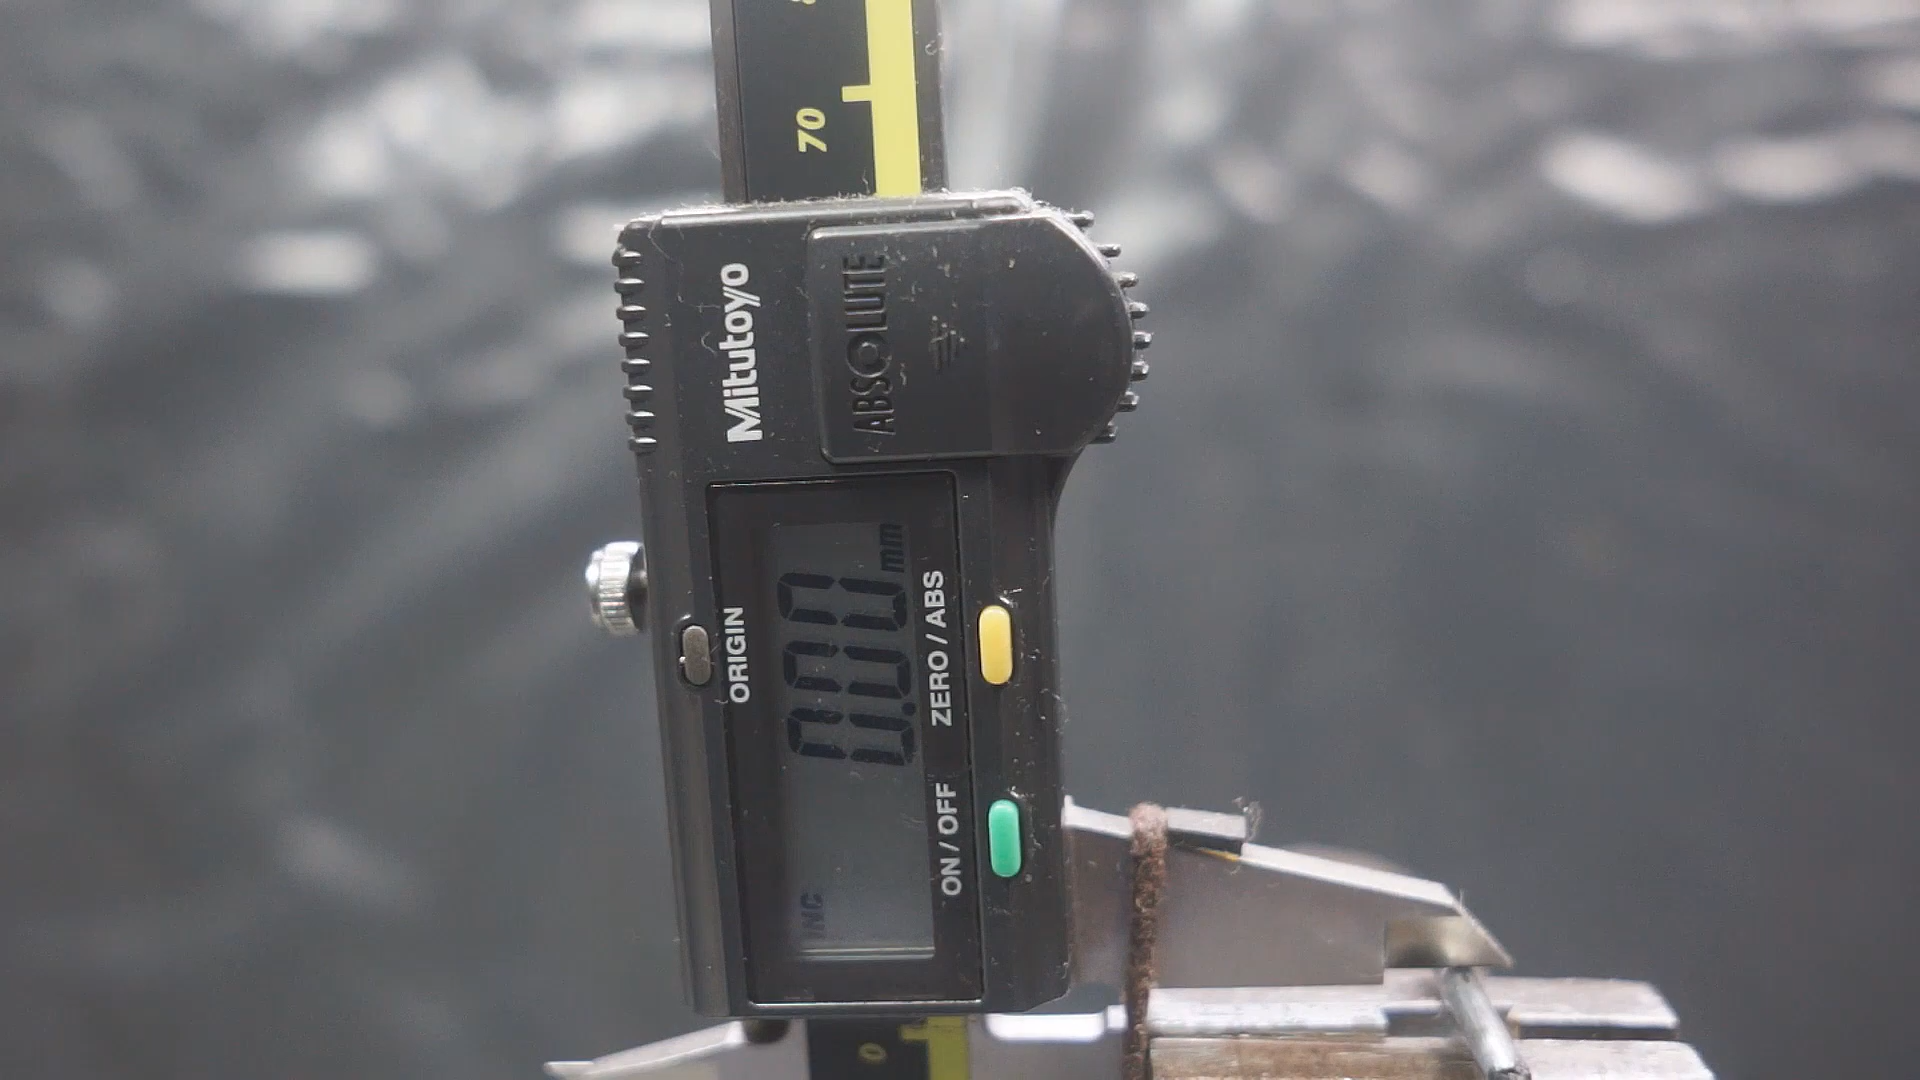 70
Mitutoyo
ABSOLUTE
ORIGIN
INC
0.00 mm
ZERO / ABS
ON / OFF
0